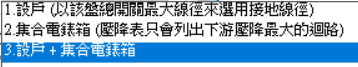 1.設戶 (以該盤總開關最大線徑來選用接地線徑)
2.集合電錶箱 (壓降表只會列出下游壓降最大的迴路)
3.設戶 + 集合電錶箱